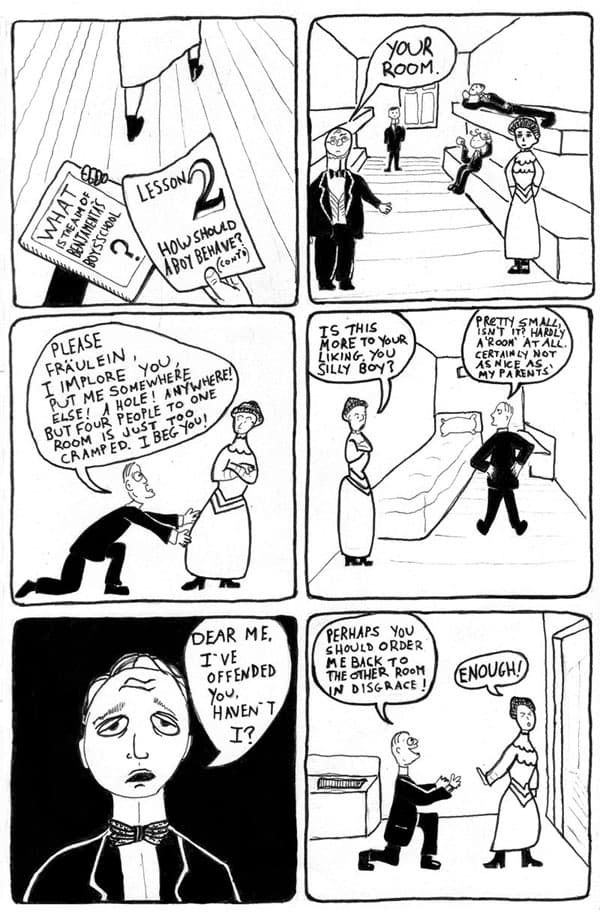 WHAT
IS THE AIM OF
BENJAMENTA'S
BOYS' SCHOOL
?
LESSON
2
HOW SHOULD
A BOY BEHAVE?
(CONT'D)
YOUR
ROOM.
PLEASE
FRÄULEIN,
I IMPLORE YOU,
PUT ME SOMEWHERE
ELSE! A HOLE! ANYWHERE!
BUT FOUR PEOPLE TO ONE
ROOM IS JUST TOO
CRAMPED. I BEG YOU!
IS THIS
MORE TO YOUR
LIKING, YOU
SILLY BOY?
PRETTY SMALL,
ISN'T IT? HARDLY
A 'ROOM' AT ALL.
CERTAINLY NOT
AS NICE AS
MY PARENTS'
DEAR ME,
I'VE
OFFENDED
YOU,
HAVEN'T
I?
PERHAPS YOU
SHOULD ORDER
ME BACK TO
THE OTHER ROOM
IN DISGRACE!
ENOUGH!